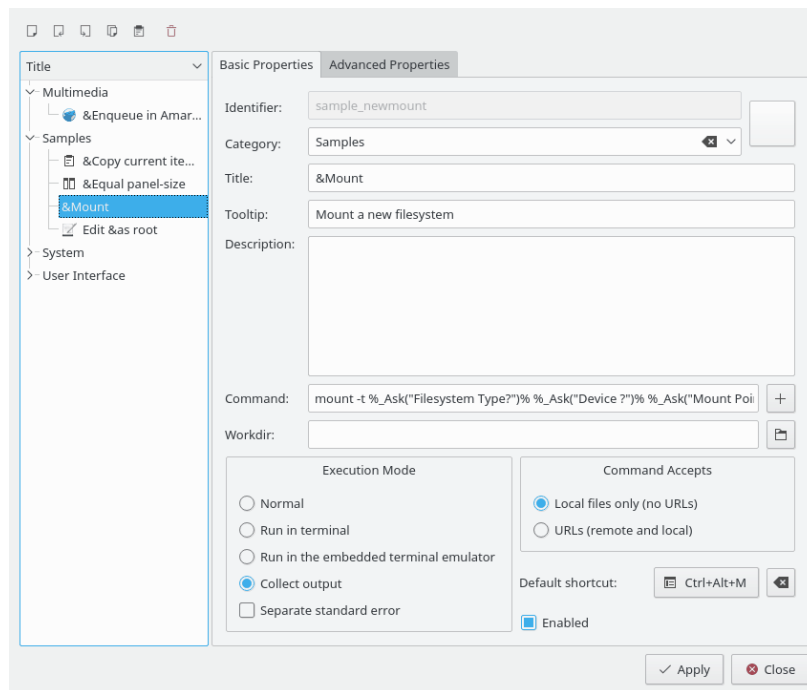 Title
Multimedia
&Enqueue in Amar...
Samples
&Copy current ite...
&Equal panel-size
&Mount
Edit &as root
System
User Interface
Basic Properties
Advanced Properties
Identifier:
sample_newmount
Category:
Samples
Title:
&Mount
Tooltip:
Mount a new filesystem
Description:
Command:
mount -t %_Ask("Filesystem Type?")% %_Ask("Device ?")% %_Ask("Mount Poi
Workdir:
Execution Mode
Normal
Run in terminal
Run in the embedded terminal emulator
Collect output
Separate standard error
Command Accepts
Local files only (no URLs)
URLs (remote and local)
Default shortcut:
Ctrl+Alt+M
Enabled
Apply
Close